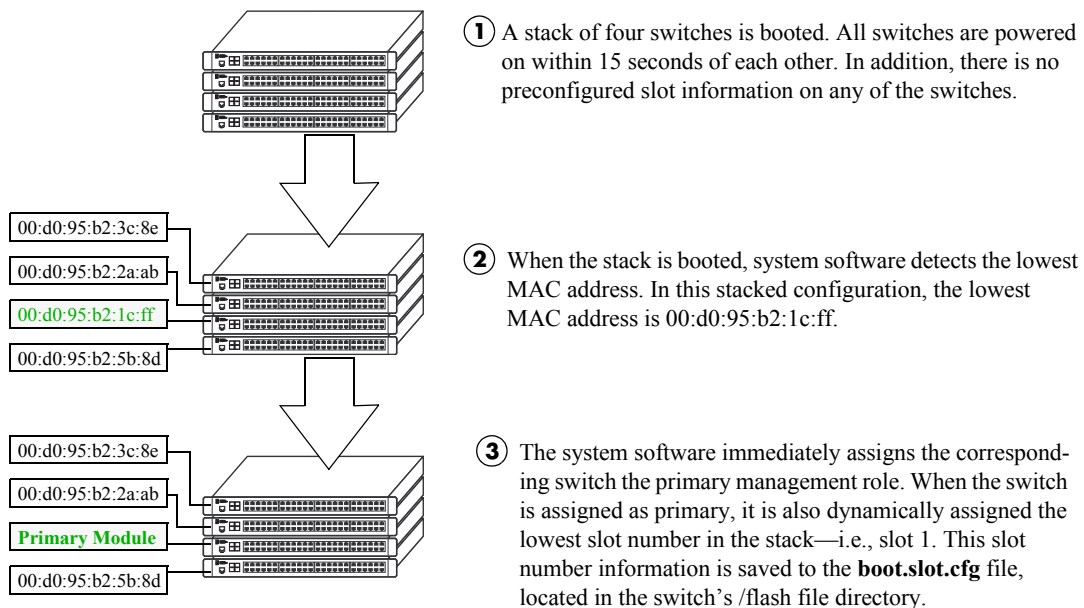 1 A stack of four switches is booted. All switches are powered
on within 15 seconds of each other. In addition, there is no
preconfigured slot information on any of the switches.
00:d0:95:b2:3c:8e
00:d0:95:b2:2a:ab
00:d0:95:b2:1c:ff
00:d0:95:b2:5b:8d
2 When the stack is booted, system software detects the lowest
MAC address. In this stacked configuration, the lowest
MAC address is 00:d0:95:b2:1c:ff.
00:d0:95:b2:3c:8e
00:d0:95:b2:2a:ab
Primary Module
00:d0:95:b2:5b:8d
3 The system software immediately assigns the correspond-
ing switch the primary management role. When the switch
is assigned as primary, it is also dynamically assigned the
lowest slot number in the stack—i.e., slot 1. This slot
number information is saved to the boot.slot.cfg file,
located in the switch's /flash file directory.